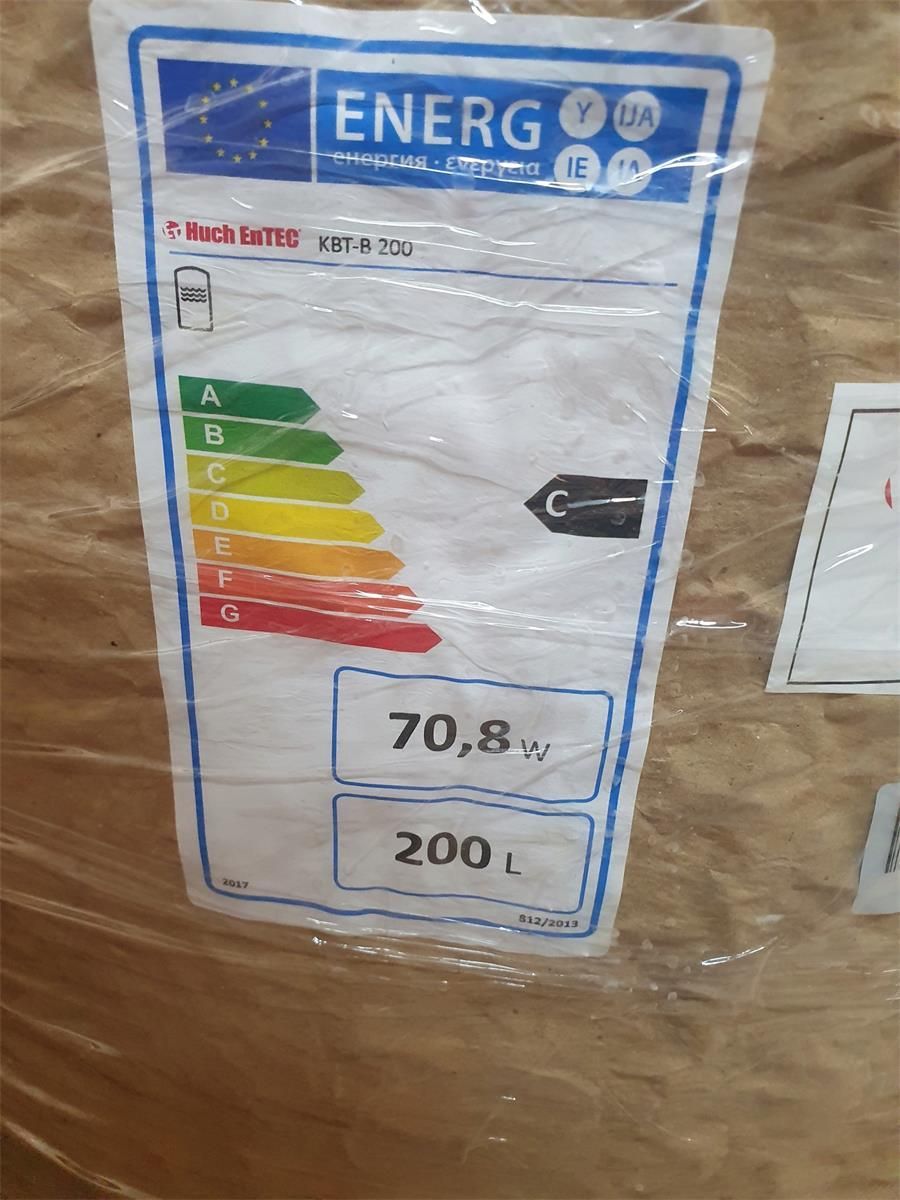 ENERG Y IJA
енергия · ενεργεια IE IA
Huch EnTEC KBT-B 200
A
B
C
D
E
F
G
C
70,8 W
200 L
2017
812/2013